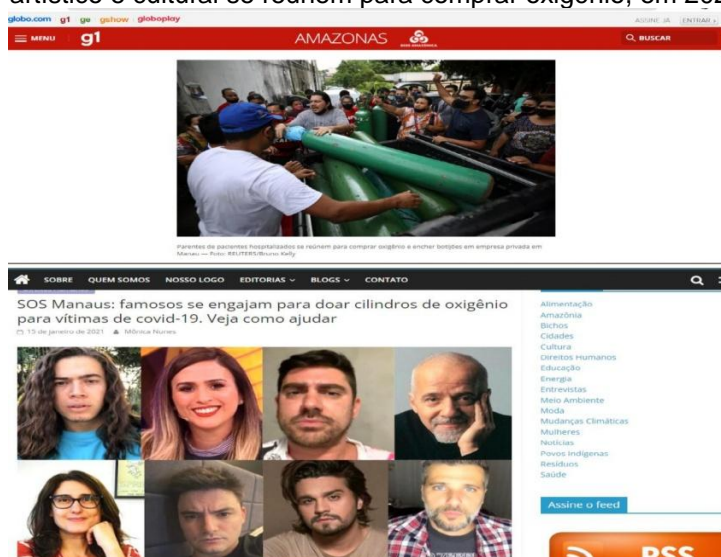 artístico e cultural se reúnem para comprar oxigênio, em
globo.com g1 ge gshow globoplay
ASSINE JÁ ENTRAR ›
MENU g1 AMAZONAS REDE AMAZÔNICA BUSCAR
Parentes de pacientes hospitalizados se reúnem para comprar oxigênio e encher botijões em empresa privada em
Manaus — Foto: REUTERS/Bruno Kelly
SOBRE QUEM SOMOS NOSSO LOGO EDITORIAS BLOGS CONTATO
SOS Manaus: famosos se engajam para doar cilindros de oxigênio
para vítimas de covid-19. Veja como ajudar
15 de janeiro de 2021 Mônica Nunes
Alimentação
Amazônia
Bichos
Cidades
Cultura
Direitos Humanos
Educação
Energia
Entrevistas
Meio Ambiente
Moda
Mudanças Climáticas
Mulheres
Notícias
Povos Indígenas
Resíduos
Saúde
Assine o feed
RSS